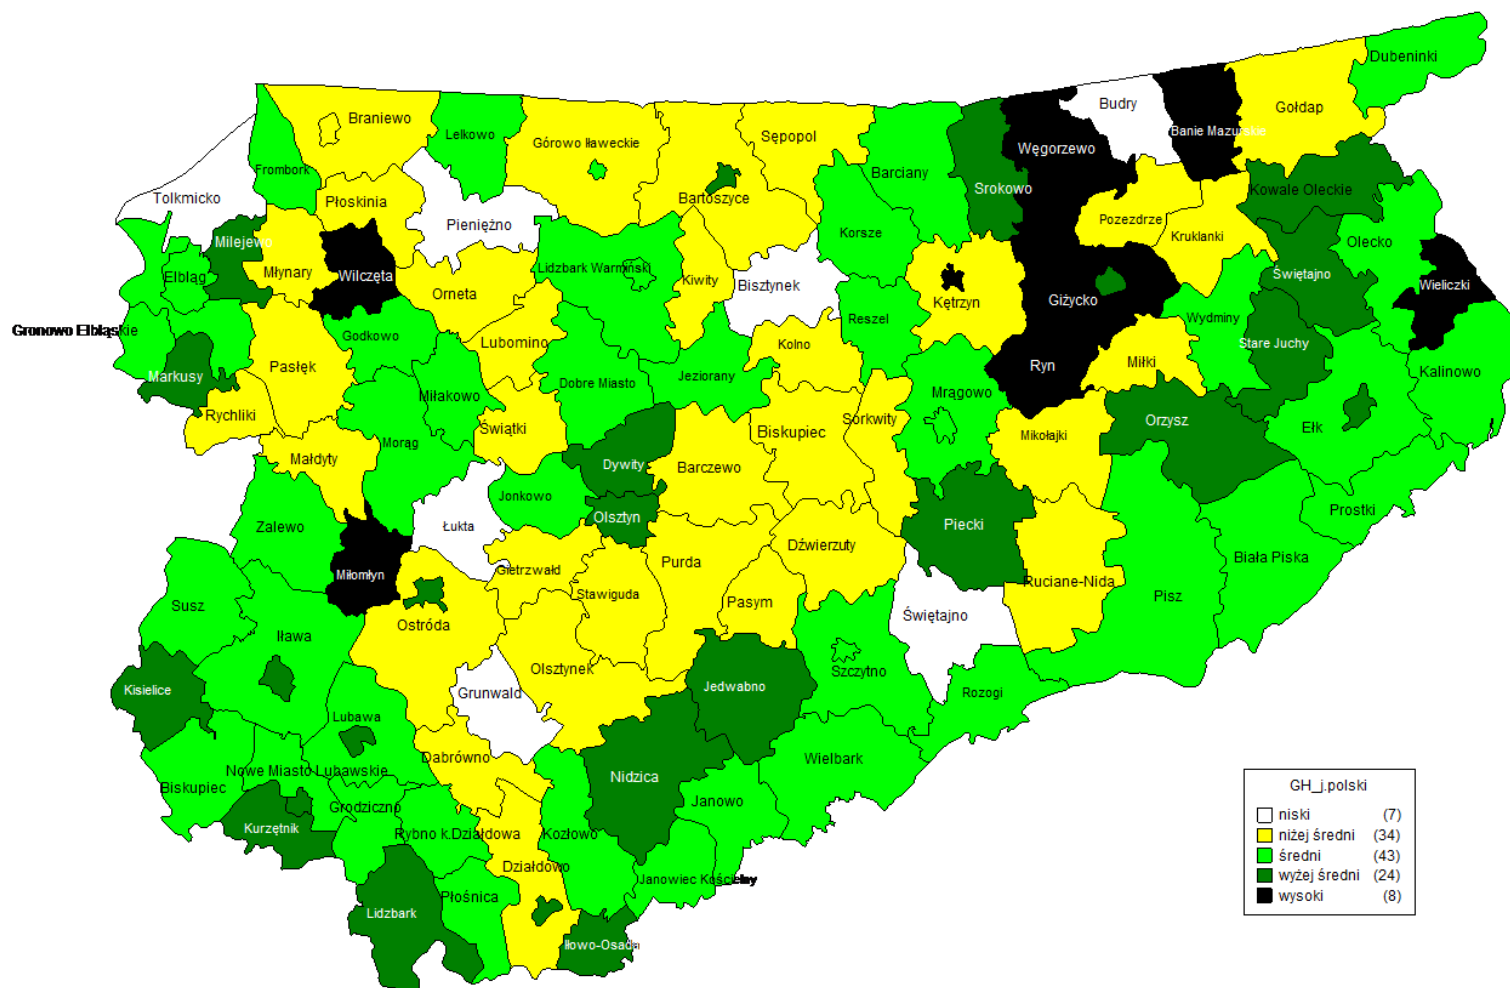 Dubeninki
Budry
Gołdap
Braniewo
Banie Mazurskie
Lelkowo
Sępopol
Górowo Iławeckie
Węgorzewo
Frombork
Barciany
Srokowo
Kowale Oleckie
Tolkmicko
Płoskinia
Bartoszyce
Pieniężno
Pozezdrze
Korsze
Kruklanki
Olecko
Milejewo
Młynary
Wilczęta
Lidzbark Warmiński
Elbląg
Kiwity
Świętajno
Bisztynek
Wieliczki
Orneta
Kętrzyn
Giżycko
Reszel
Wydminy
Gronowo Elbląskie
Godkowo
Lubomino
Kolno
Stare Juchy
Pasłęk
Ryn
Miłki
Markusy
Jeziorany
Kalinowo
Dobre Miasto
Miłakowo
Mrągowo
Rychliki
Sorkwity
Orzysz
Świątki
Biskupiec
Ełk
Mikołajki
Morąg
Małdyty
Dywity
Barczewo
Jonkowo
Prostki
Olsztyn
Piecki
Zalewo
Łukta
Dźwierzuty
Biała Piska
Purda
Gietrzwałd
Miłomłyn
Ruciane-Nida
Stawiguda
Pisz
Pasym
Susz
Świętajno
Ostróda
Iława
Olsztynek
Szczytno
Kisielice
Grunwald
Jedwabno
Rozogi
Lubawa
Dabrówno
Wielbark
Nowe Miasto Lubawskie
Nidzica
Biskupiec
Janowo
Grodziczno
Kurzętnik
Rybno k.Działdowa
Kozłowo
Działdowo
Janowiec Kościelny
Płośnica
Lidzbark
Iłowo-Osada
GH_j.polski
niski (7)
niżej średni (34)
średni (43)
wyżej średni (24)
wysoki (8)